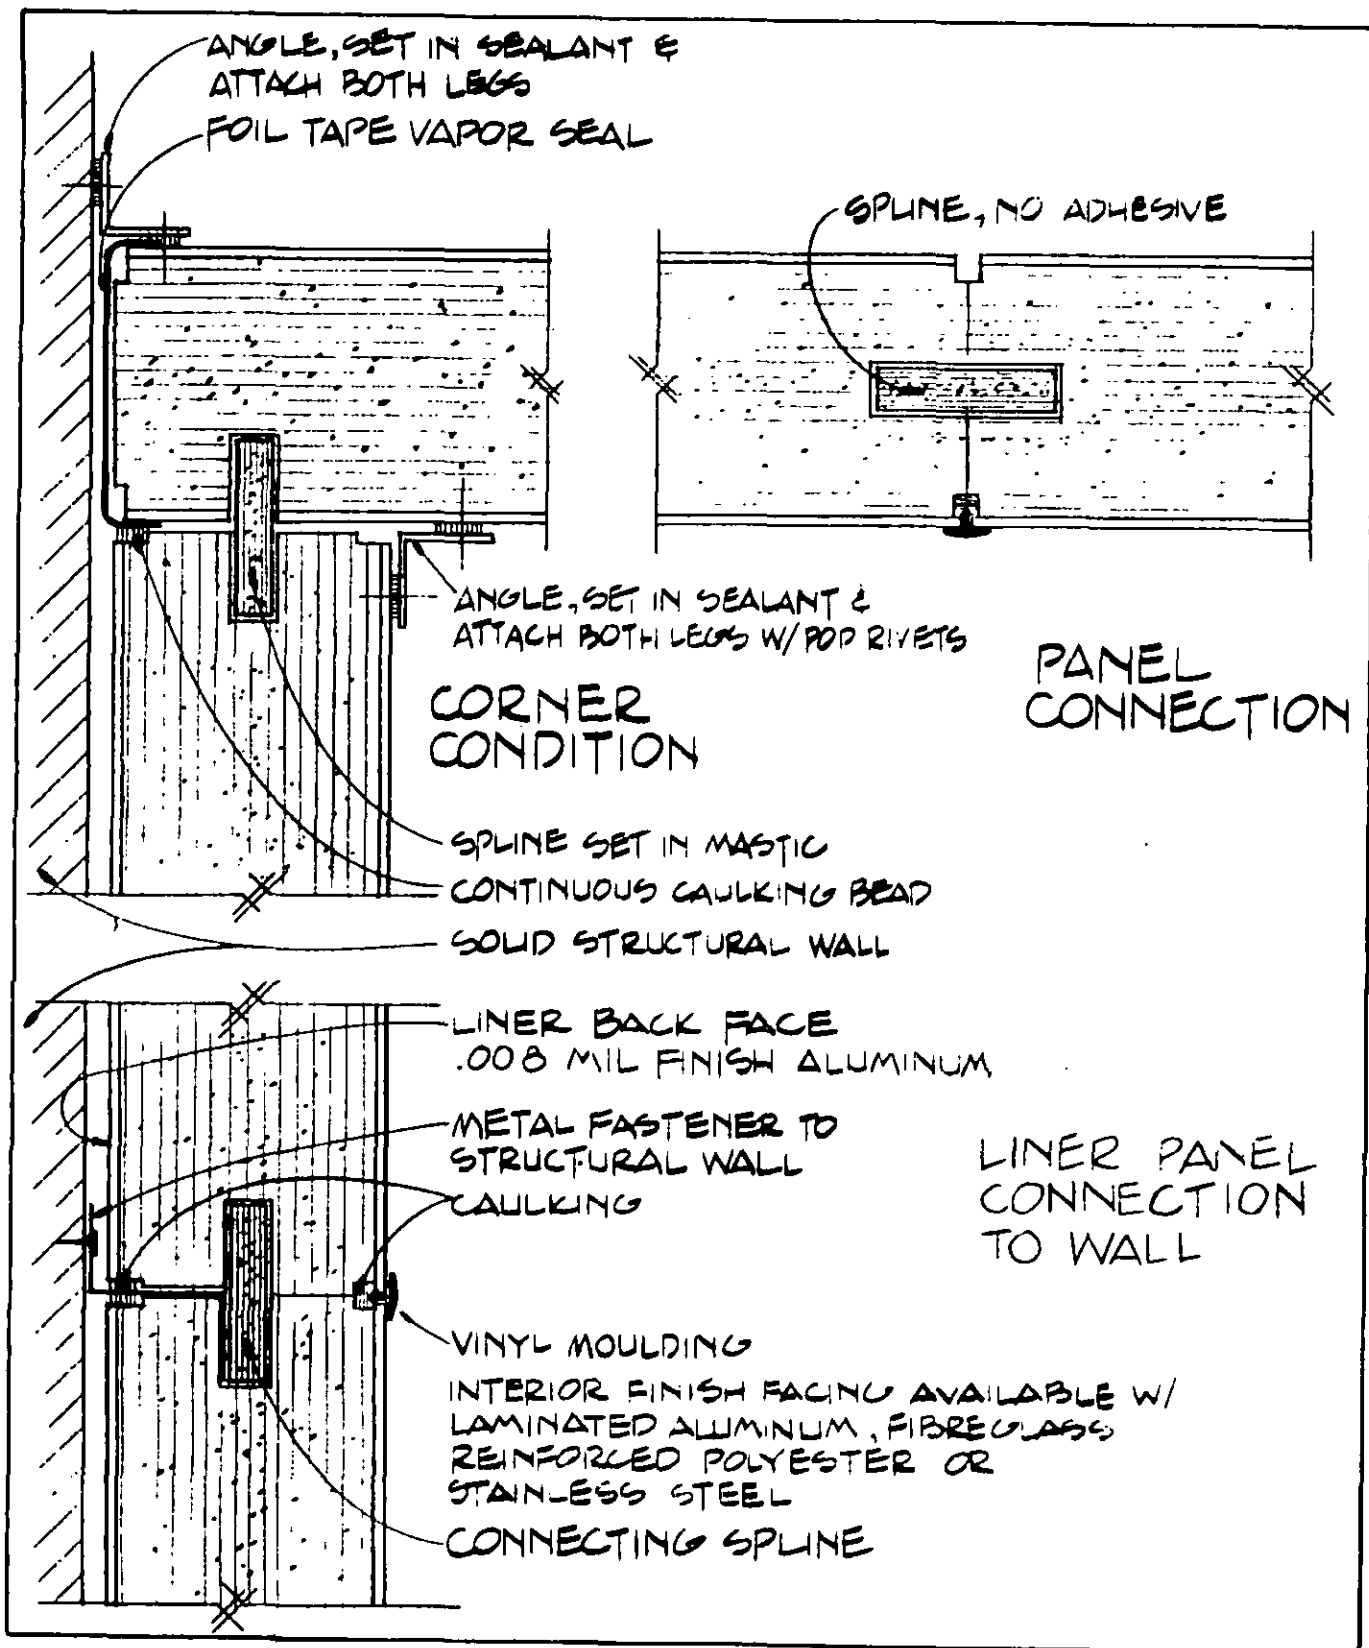 ANGLE, SET IN SEALANT &
ATTACH BOTH LEGS
FOIL TAPE VAPOR SEAL
SPLINE, NO ADHESIVE
ANGLE, SET IN SEALANT &
ATTACH BOTH LEGS W/ POP RIVETS
CORNER
CONDITION
PANEL
CONNECTION
SPLINE SET IN MASTIC
CONTINUOUS CAULKING BEAD
SOLID STRUCTURAL WALL
LINER BACK FACE
.008 MIL FINISH ALUMINUM
METAL FASTENER TO
STRUCTURAL WALL
CAULKING
LINER PANEL
CONNECTION
TO WALL
VINYL MOULDING
INTERIOR FINISH FACING AVAILABLE W/
LAMINATED ALUMINUM, FIBREGLASS
REINFORCED POLYESTER OR
STAINLESS STEEL
CONNECTING SPLINE